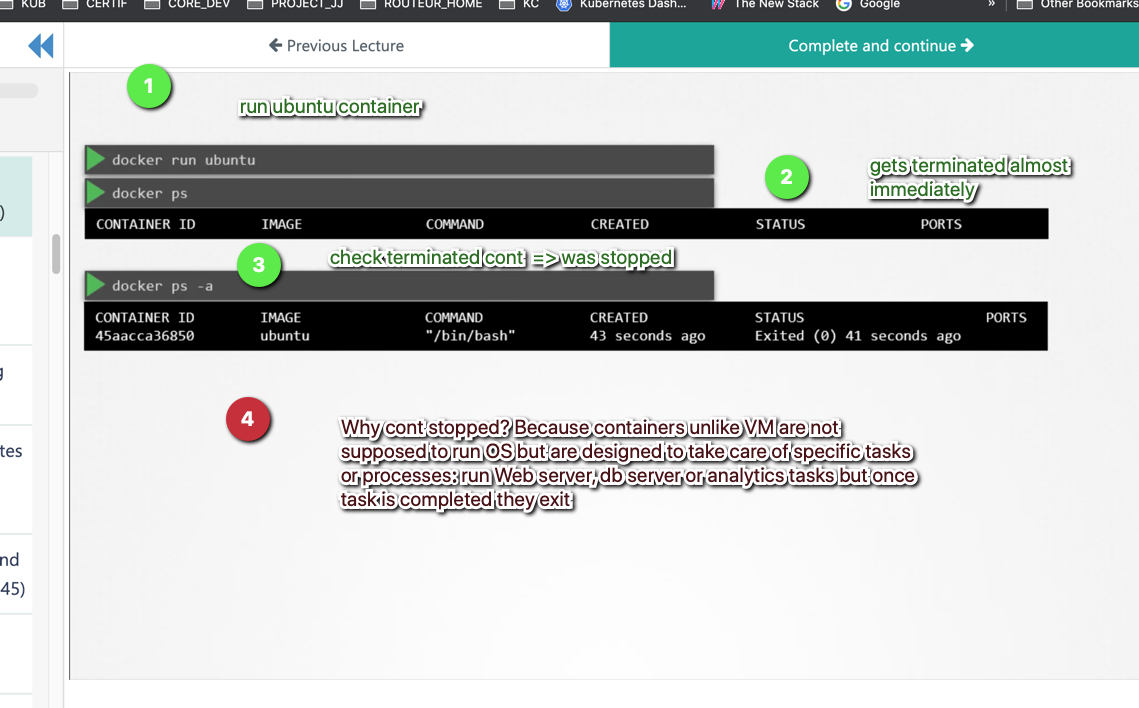 KUB CERTIF CORE_DEV PROJECT_JJ ROUTEUR_HOME KC Kubernetes Dash... The New Stack Google » Other Bookmarks
Previous Lecture
Complete and continue
1
run ubuntu container
docker run ubuntu
docker ps
2
gets terminated almost
immediately
CONTAINER ID IMAGE COMMAND CREATED STATUS PORTS
3
check terminated cont => was stopped
docker ps -a
CONTAINER ID IMAGE COMMAND CREATED STATUS PORTS
45aacca36850 ubuntu "/bin/bash" 43 seconds ago Exited (0) 41 seconds ago
4
Why cont stopped? Because containers unlike VM are not
supposed to run OS but are designed to take care of specific tasks
or processes: run Web server, db server or analytics tasks but once
task is completed they exit
)
g
tes
nd
45)